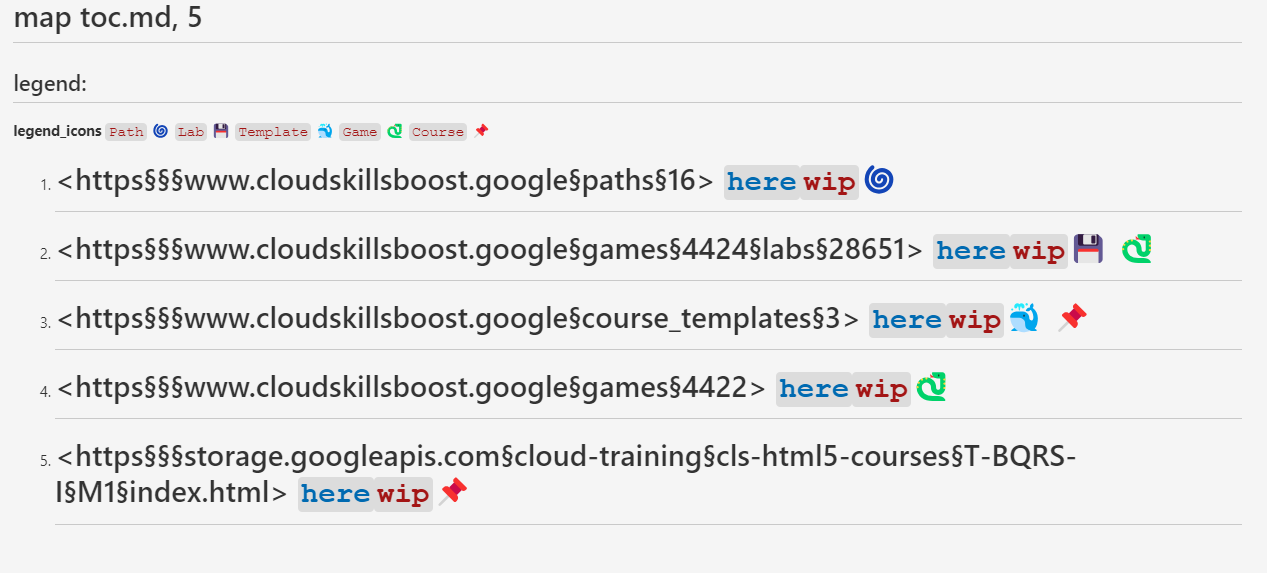 map toc.md, 5
legend:
legend_icons Path 🌀 Lab 💾 Template 🐳 Game 🐉 Course 📌
1. <https§§§www.cloudskillsboost.google§paths§16> here wip 🌀
2. <https§§§www.cloudskillsboost.google§games§4424§labs§28651> here wip 💾 🐉
3. <https§§§www.cloudskillsboost.google§course_templates§3> here wip 🐳 📌
4. <https§§§www.cloudskillsboost.google§games§4422> here wip 🐉
5. <https§§§storage.googleapis.com§cloud-training§cls-html5-courses§T-BQRS-
I§M1§index.html> here wip 📌